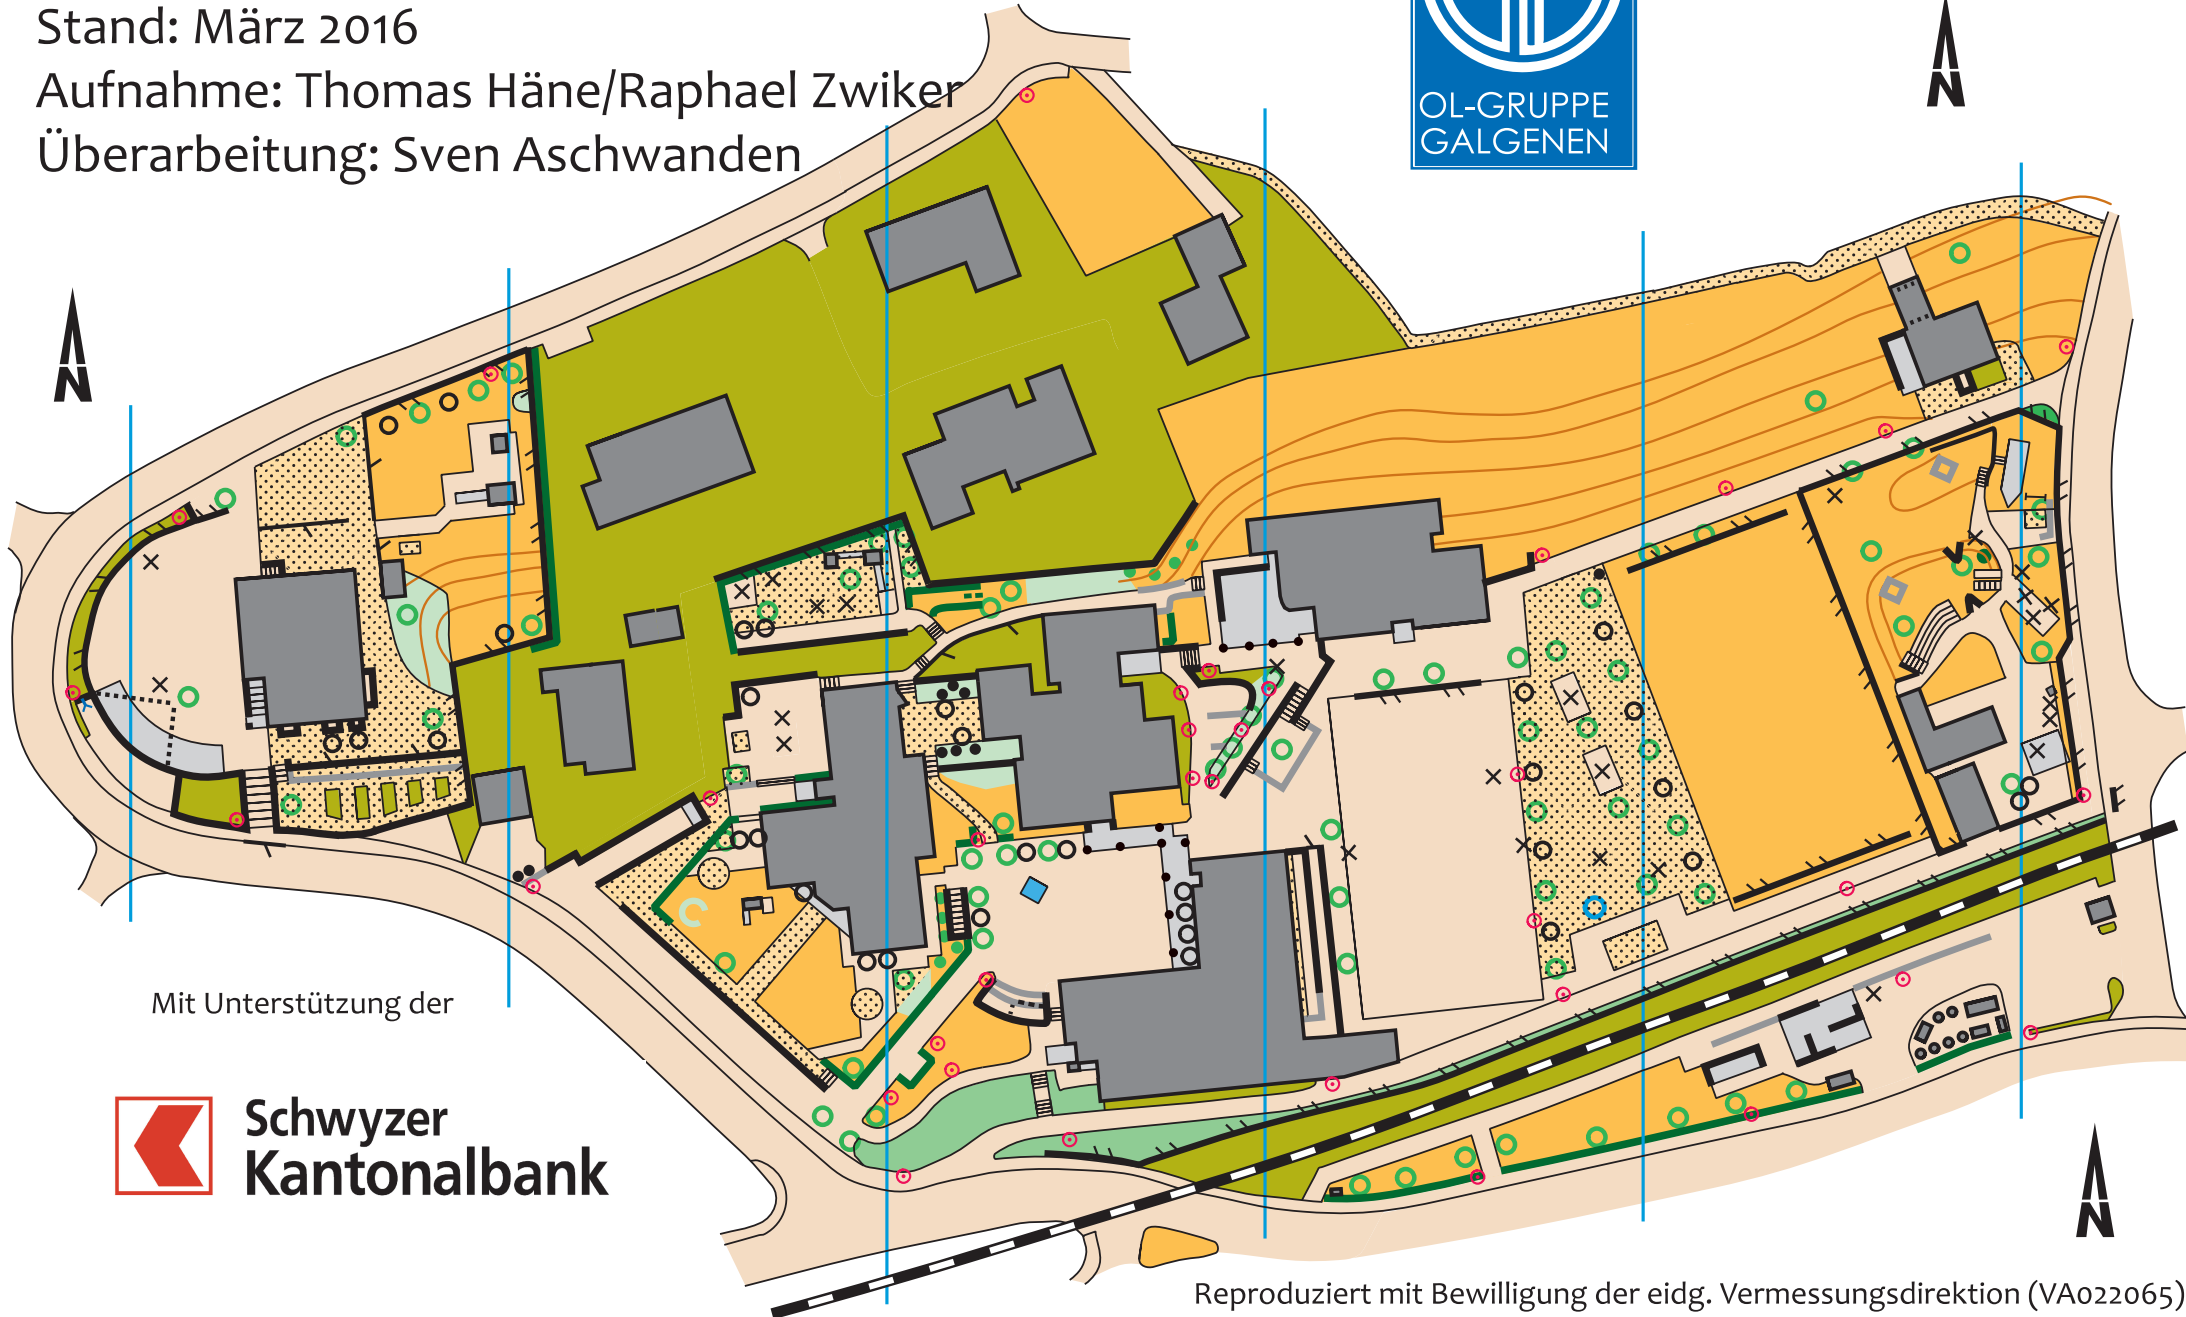 Stand: März 2016
Aufnahme: Thomas Häne/Raphael Zwiker
Überarbeitung: Sven Aschwanden
OL-GRUPPE
GALGENEN
N
N
Mit Unterstützung der
Schwyzer
Kantonalbank
N
Reproduziert mit Bewilligung der eidg. Vermessungsdirektion (VA022065)